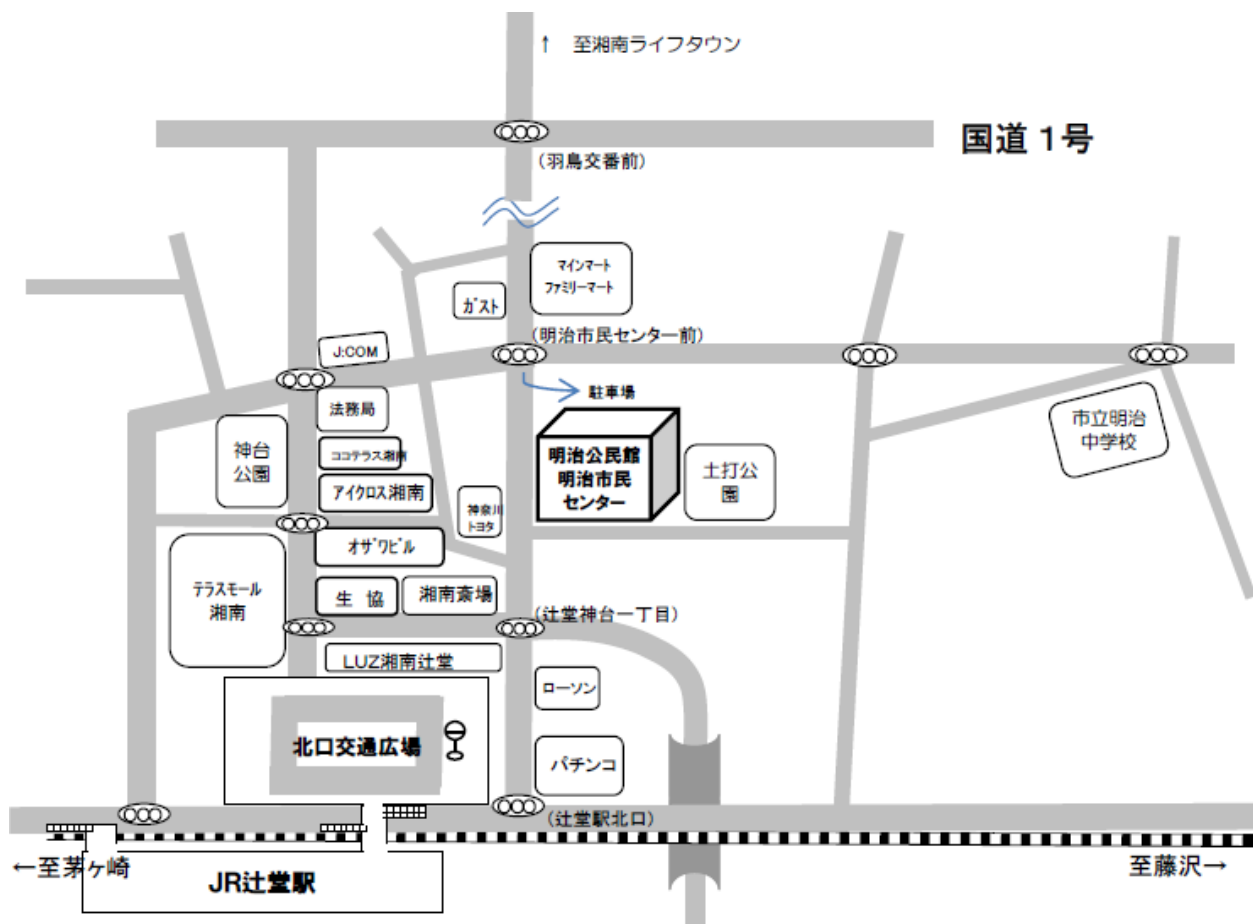 ↑ 至湘南ライフタウン
国道 1号
(羽鳥交番前)
マインマート
ファミリーマート
ガスト
(明治市民センター前)
J:COM
駐車場
法務局
神台
公園
ココテラス湘南
アイクロス湘南
神奈川
トヨタ
明治公民館
明治市民
センター
土打公
園
市立明治
中学校
オザワビル
テラスモール
湘南
生 協
湘南斎場
(辻堂神台一丁目)
LUZ湘南辻堂
ローソン
北口交通広場
パチンコ
(辻堂駅北口)
←至茅ヶ崎
JR辻堂駅
至藤沢→